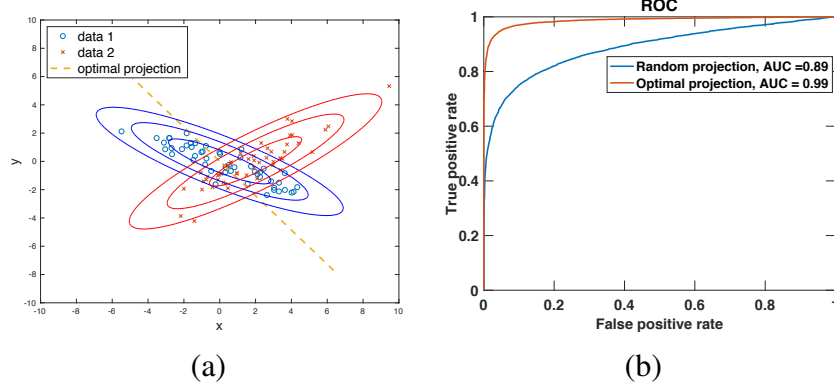 data 1
data 2
optimal projection
10
8
6
4
2
0
-2
-4
-6
-8
-10
y
-10 -8 -6 -4 -2 0 2 4 6 8 10
x
(a)
ROC
1
0.8
0.6
0.4
0.2
0
True positive rate
Random projection, AUC =0.89
Optimal projection, AUC = 0.99
0 0.2 0.4 0.6 0.8 1
False positive rate
(b)